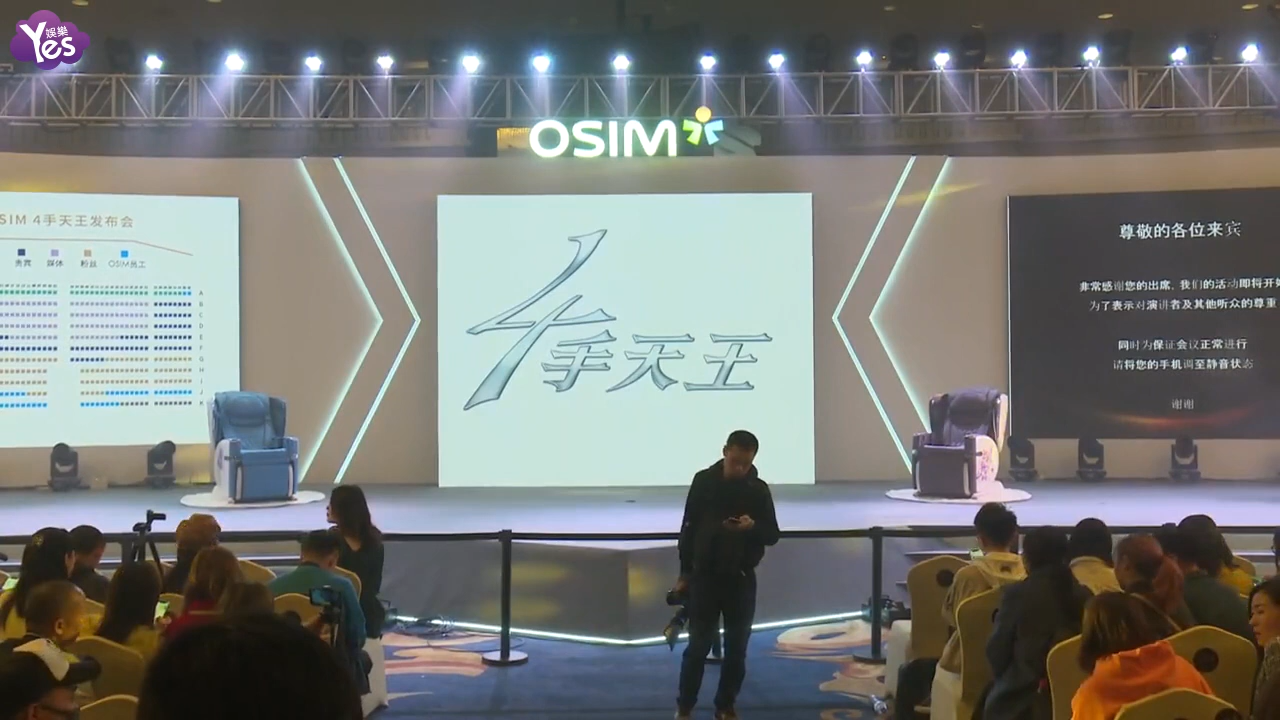 娛樂
Yes
OSIM
SIM 4手天王发布会
贵宾 媒体 粉丝 OSIM员工
4手天王
尊敬的各位来宾
非常感谢您的出席, 我们的活动即将开始
为了表示对演讲者及其他听众的尊重
同时为保证会议正常进行
请将您的手机调至静音状态
谢谢